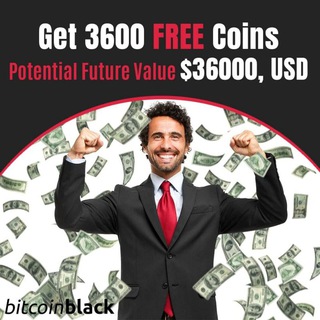 Get 3600 FREE Coins
Potential Future Value $36000, USD
bitcoinblack